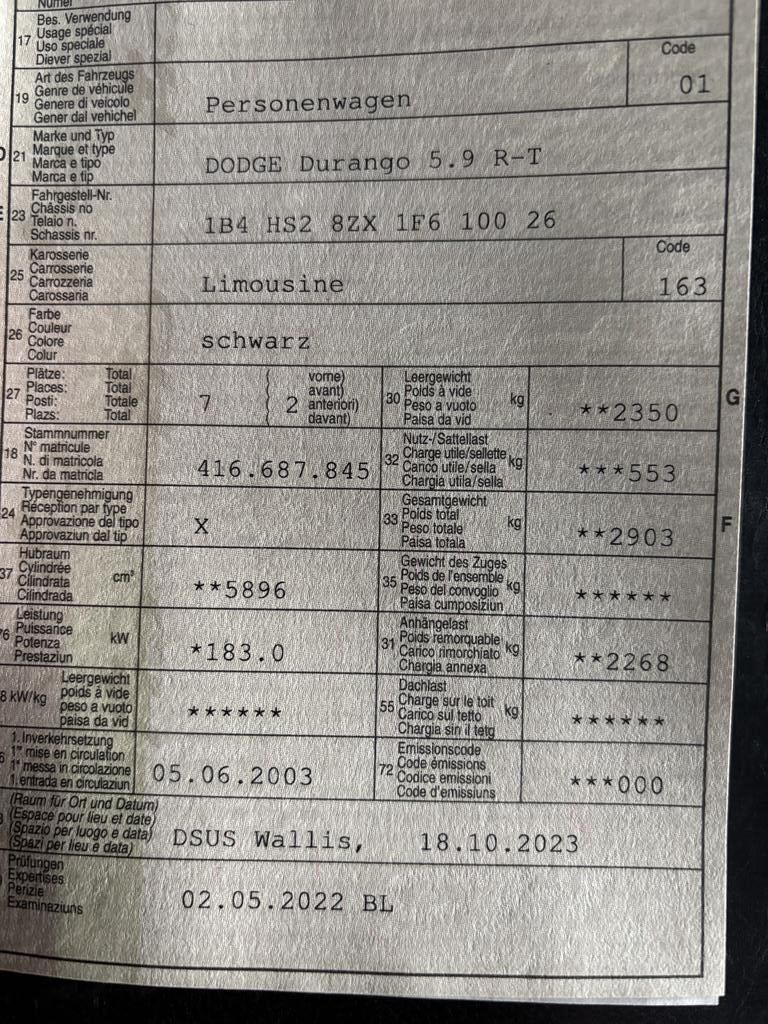 Numer
17 Bes. Verwendung
Usage spécial
Uso speciale
Diever spezial
19 Art des Fahrzeugs
Genre de véhicule
Genere di veicolo
Gener dal vehichel
Personenwagen
Code
01
21 Marke und Typ
Marque et type
Marca e tipo
Marca e tip
DODGE Durango 5.9 R-T
23 Fahrgestell-Nr.
Châssis no
Telaio n.
Schassis nr.
1B4 HS2 8ZX 1F6 100 26
25 Karosserie
Carrosserie
Carrozzeria
Carossaria
Limousine
Code
163
26 Farbe
Couleur
Colore
Colur
schwarz
27 Plätze: Total
Places: Total
Posti: Totale
Plazs: Total
7 ( 2 vorne)
avant)
anteriori)
davant)
30 Leergewicht
Poids à vide
Peso a vuoto
Paisa da vid
kg
**2350
G
18 Stammnummer
N° matricule
N. di matricola
Nr. da matricla
416.687.845
32 Nutz-/Sattellast
Charge utile/sellette
Carico utile/sella
Chargia utila/sella
kg
***553
24 Typengenehmigung
Réception par type
Approvazione del tipo
Approvaziun dal tip
X
33 Gesamtgewicht
Poids total
Peso totale
Paisa totala
kg
**2903
F
37 Hubraum
Cylindrée
Cilindrata
Cilindrada
cm³
**5896
35 Gewicht des Zuges
Poids de l'ensemble
Peso del convoglio
Paisa cumposiziun
kg
******
76 Leistung
Puissance
Potenza
Prestaziun
kW
*183.0
31 Anhängelast
Poids remorquable
Carico rimorchiato
Chargia annexa
kg
**2268
8 kW/kg Leergewicht
poids à vide
peso a vuoto
paisa da vid
******
55 Dachlast
Charge sur le toit
Carico sul tetto
Chargia sin il tetg
kg
******
6 1. Inverkehrsetzung
1re mise en circulation
1a messa in circolazione
1. entrada en circulaziun
05.06.2003
72 Emissionscode
Code émissions
Codice emissioni
Code d'emissiuns
***000
(Raum für Ort und Datum)
(Espace pour lieu et date)
(Spazio per luogo e data)
(Spazi per lieu e data)
DSUS Wallis, 18.10.2023
Prüfungen
Expertises
Perizie
Examinaziuns
02.05.2022 BL